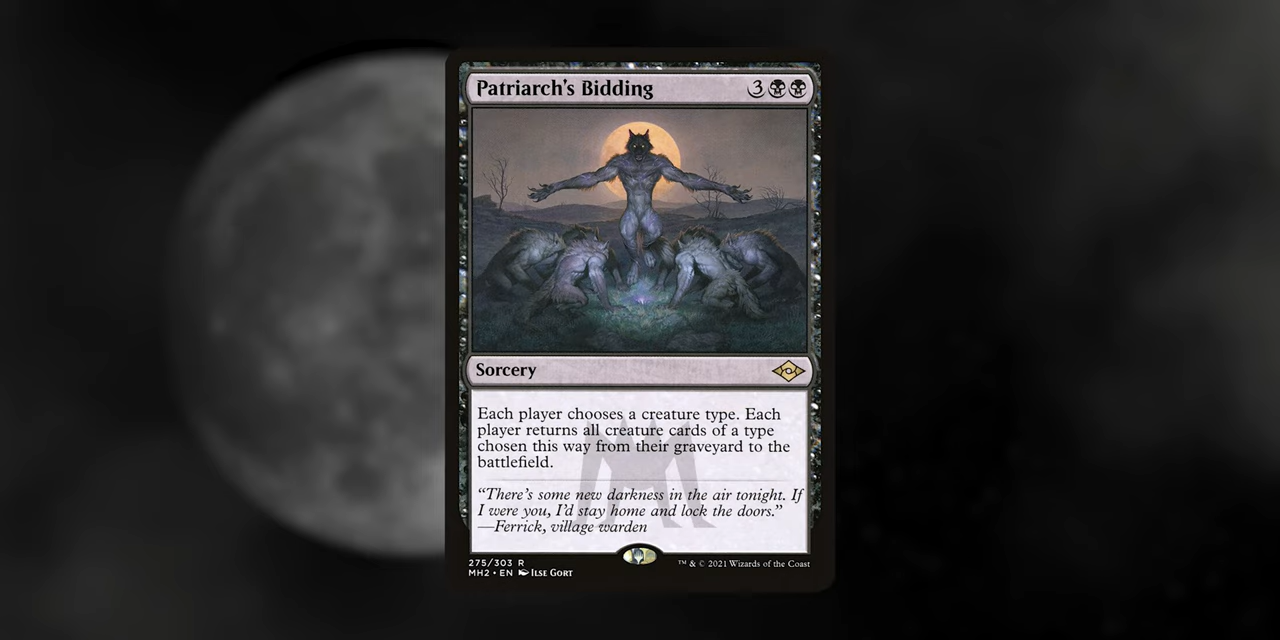 Patriarch's Bidding 3
Sorcery
Each player chooses a creature type. Each
player returns all creature cards of a type
chosen this way from their graveyard to the
battlefield.
“There's some new darkness in the air tonight. If
I were you, I'd stay home and lock the doors.”
—Ferrick, village warden
275/303 R
MH2 • EN Ilse Gort
™ & © 2021 Wizards of the Coast